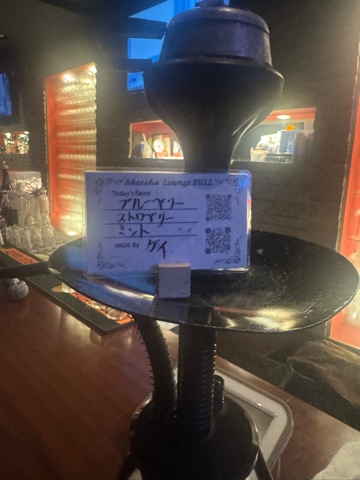 Sheesha Lounge BULL
Today's flavor
ブルーベリー
ストロベリー
ミント
MADE By ケイ